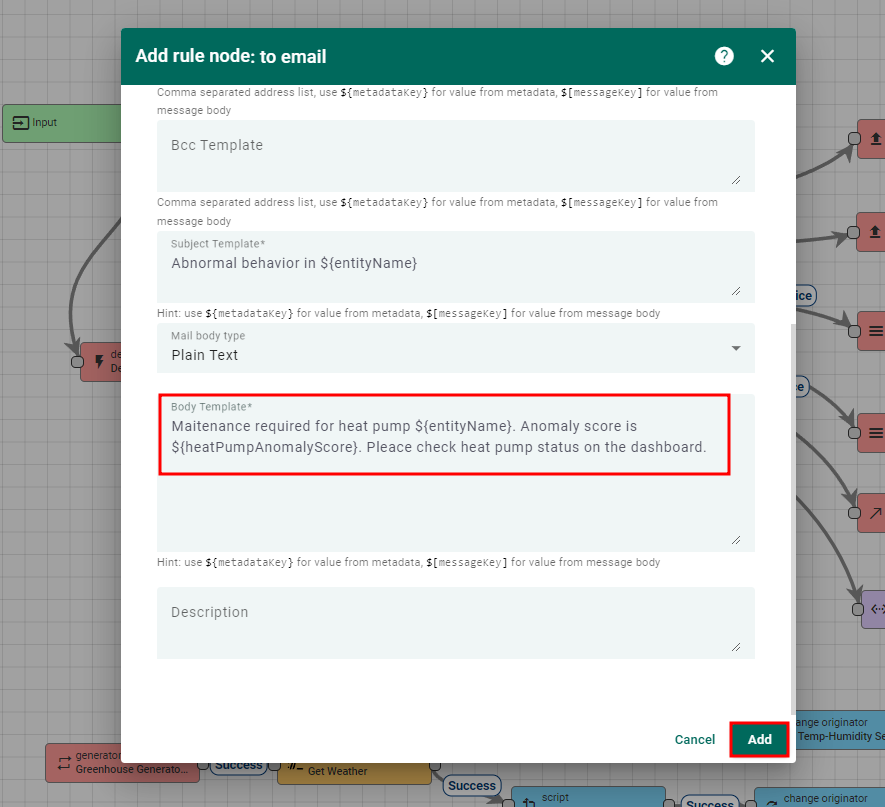 Add rule node: to email
?
Comma separated address list, use ${metadataKey} for value from metadata, $[messageKey] for value from
message body
Input
Bcc Template
Comma separated address list, use ${metadataKey} for value from metadata, $[messageKey] for value from
message body
Subject Template*
Abnormal behavior in ${entityName}
Hint: use ${metadataKey} for value from metadata, $[messageKey] for value from message body
Mail body type
Plain Text
Body Template*
Maitenance required for heat pump ${entityName}. Anomaly score is
${heatPumpAnomalyScore}. Pleace check heat pump status on the dashboard.
Hint: use ${metadataKey} for value from metadata, $[messageKey] for value from message body
Description
Cancel
Add
ange originator
Temp-Humidity Se
generator
Greenhouse Generato...
Success
Get Weather
Success
script
Success
change originator